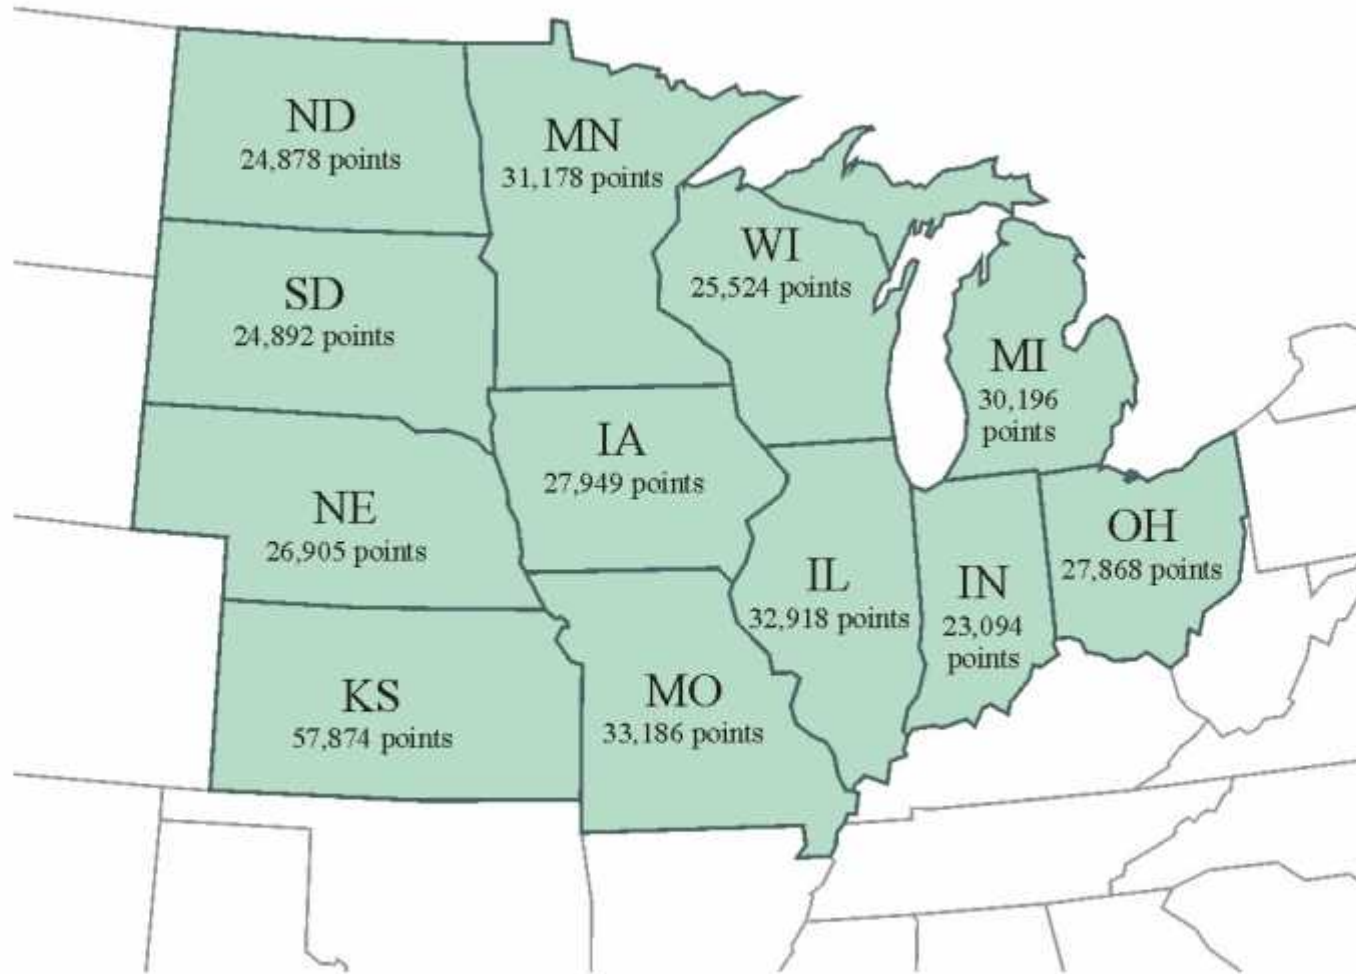 ND
24,878 points
MN
31,178 points
WI
25,524 points
SD
24,892 points
MI
30,196
points
IA
27,949 points
NE
26,905 points
OH
27,868 points
IL
32,918 points
IN
23,094
points
KS
57,874 points
MO
33,186 points